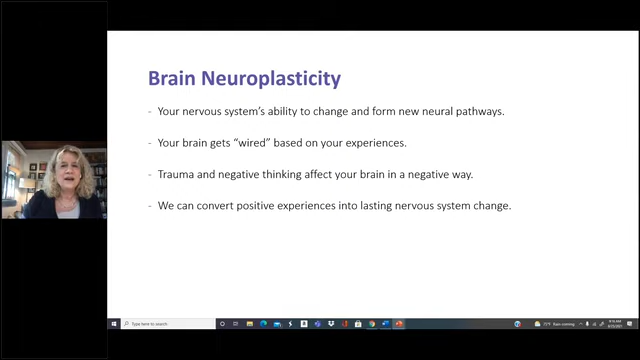 Brain Neuroplasticity
- Your nervous system's ability to change and form new neural pathways.
- Your brain gets “wired” based on your experiences.
- Trauma and negative thinking affect your brain in a negative way.
- We can convert positive experiences into lasting nervous system change.
Type here to search